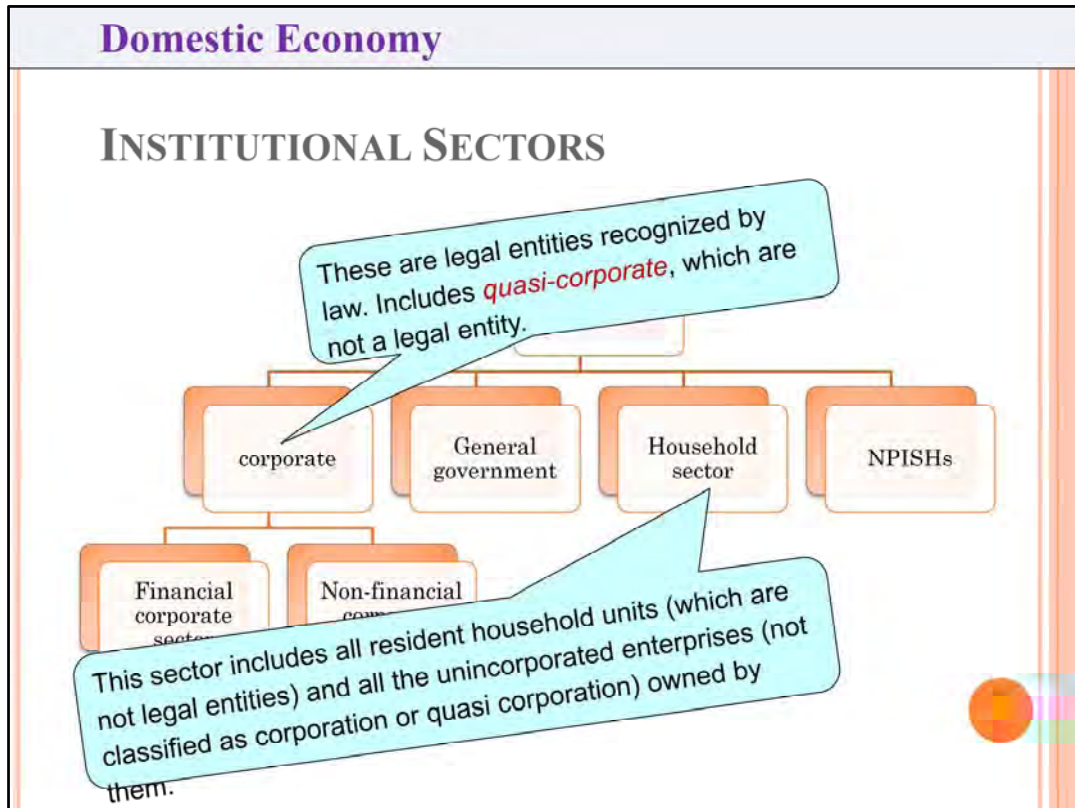 Domestic Economy
INSTITUTIONAL SECTORS
These are legal entities recognized by
law. Includes quasi-corporate, which are
not a legal entity.
corporate
General
government
Household
sector
NPISHs
Financial
corporate
sector
Non-financial
This sector includes all resident household units (which are
not legal entities) and all the unincorporated enterprises (not
classified as corporation or quasi corporation) owned by
them.